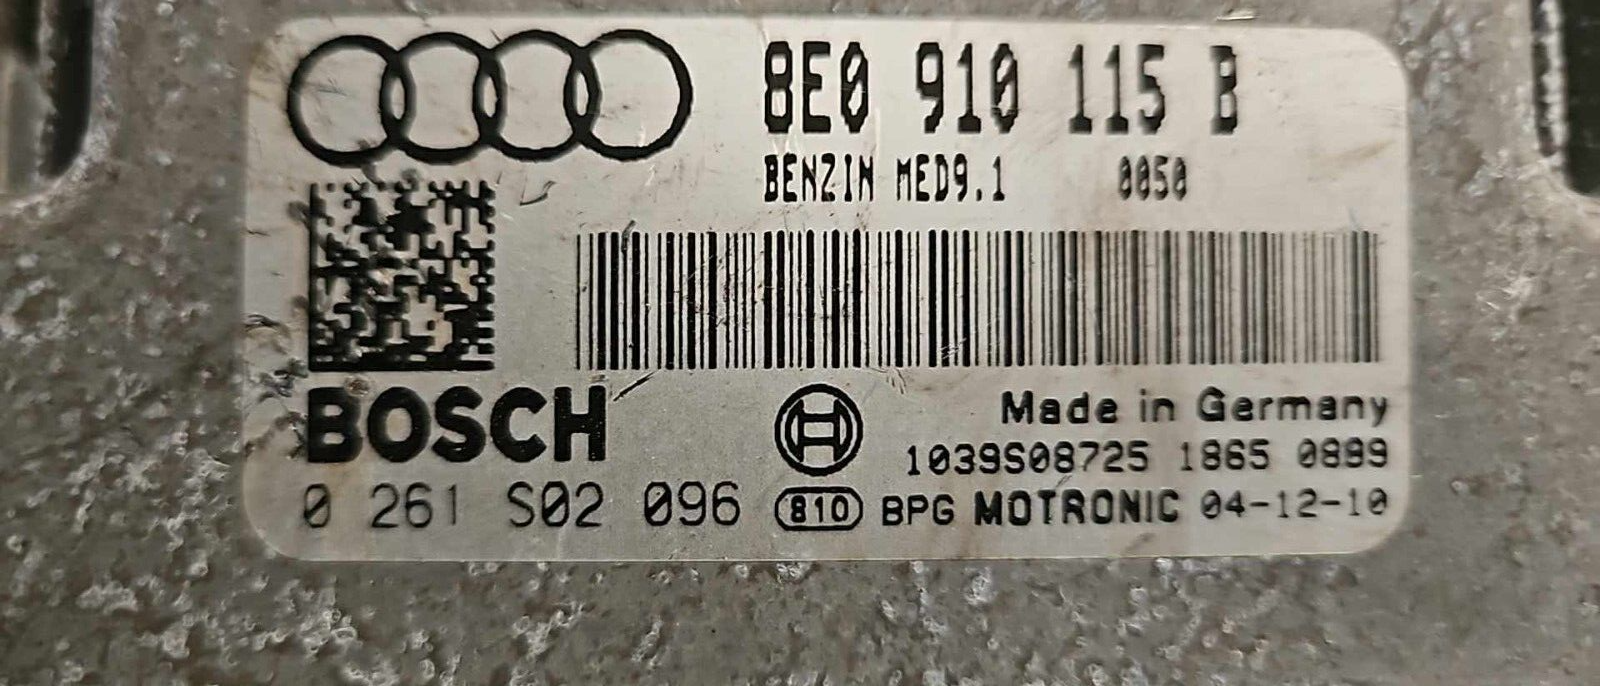 8E0 910 115 B
BENZIN MED9.1 0050
BOSCH
Made in Germany
1039S08725 1865 0899
0 261 S02 096
810 BPG MOTRONIC 04-12-10